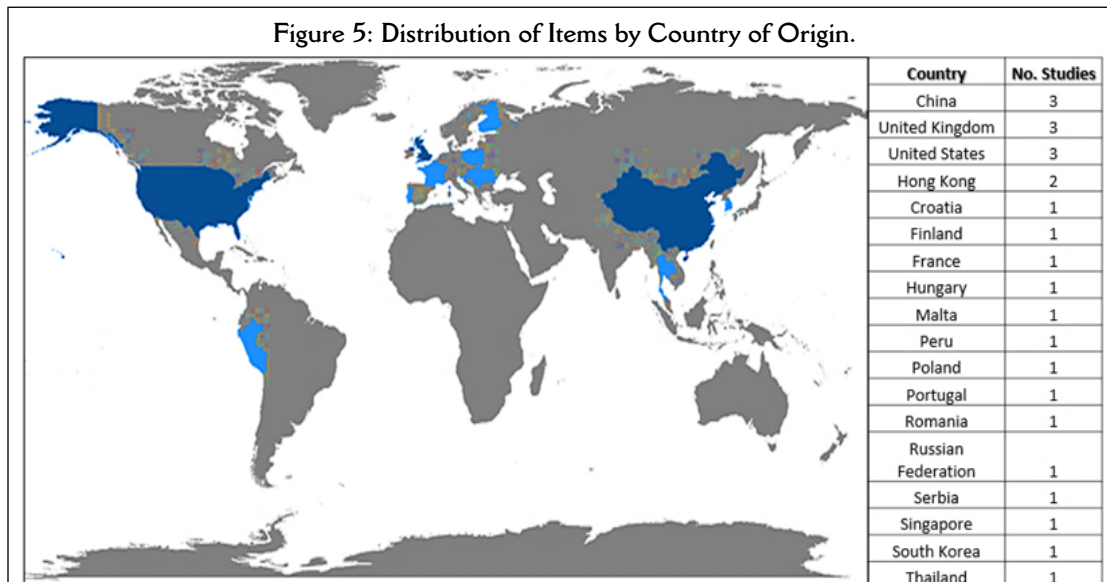 Figure 5: Distribution of Items by Country of Origin.
Country No. Studies
China 3
United Kingdom 3
United States 3
Hong Kong 2
Croatia 1
Finland 1
France 1
Hungary 1
Malta 1
Peru 1
Poland 1
Portugal 1
Romania 1
Russian
Federation 1
Serbia 1
Singapore 1
South Korea 1
Thailand 1